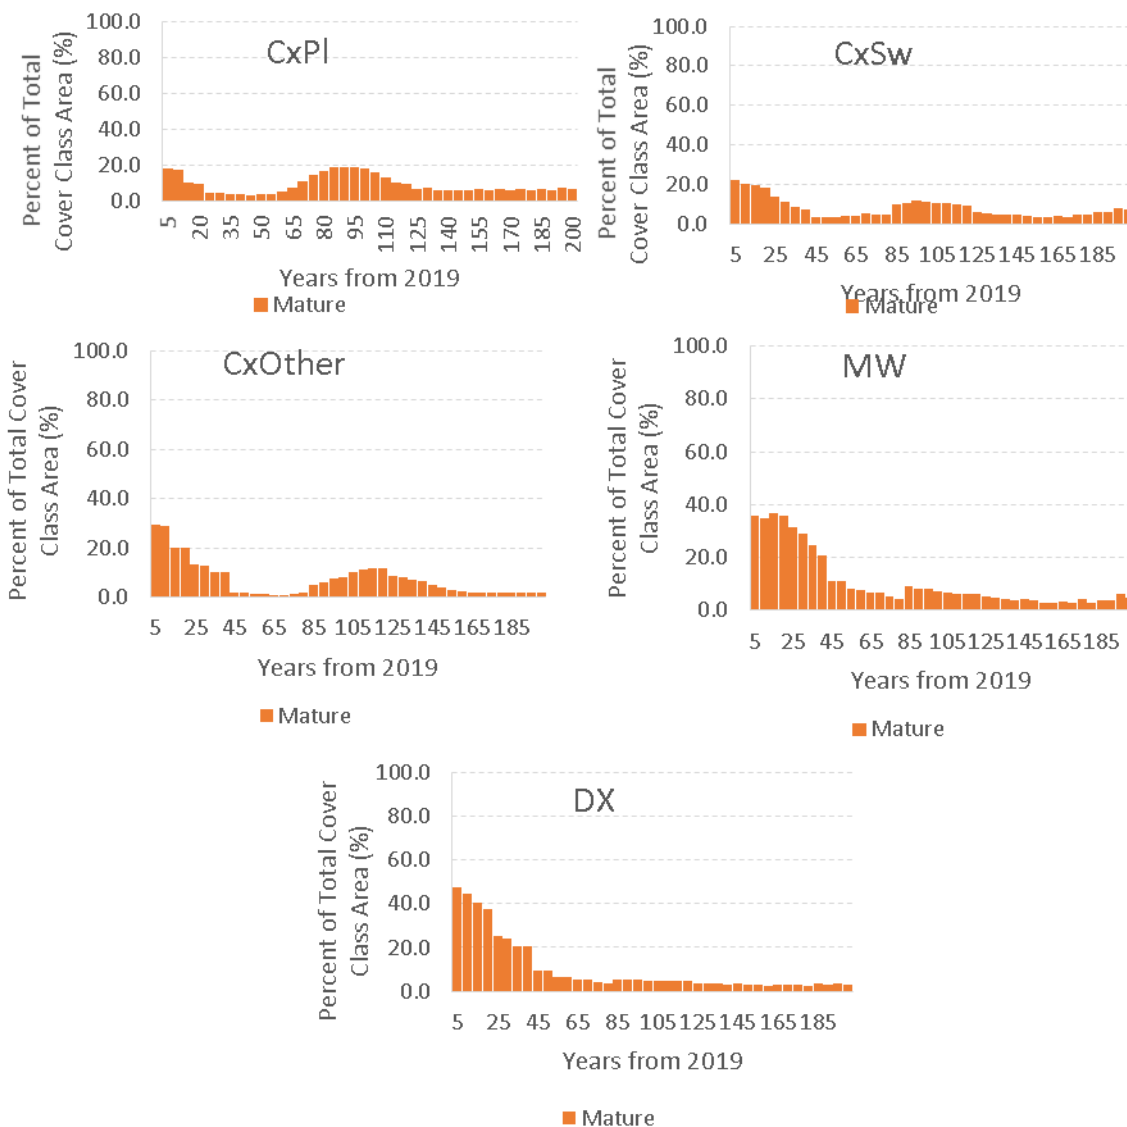 CxPl
Percent of Total
Cover Class Area (%)
100.0
80.0
60.0
40.0
20.0
0.0
5 20 35 50 65 80 95 110 125 140 155 170 185 200
Years from 2019
Mature
CxSw
Percent of Total
Cover Class Area (%)
100.0
80.0
60.0
40.0
20.0
0.0
5 25 45 65 85 105 125 145 165 185
Years from 2019
Mature
CxOther
Percent of Total Cover
Class Area (%)
100.0
80.0
60.0
40.0
20.0
0.0
5 25 45 65 85 105 125 145 165 185
Years from 2019
Mature
MW
Percent of Total Cover
Class Area (%)
100.0
80.0
60.0
40.0
20.0
0.0
5 25 45 65 85 105 125 145 165 185
Years from 2019
Mature
DX
Percent of Total Cover
Class Area (%)
100.0
80.0
60.0
40.0
20.0
0.0
5 25 45 65 85 105 125 145 165 185
Years from 2019
Mature